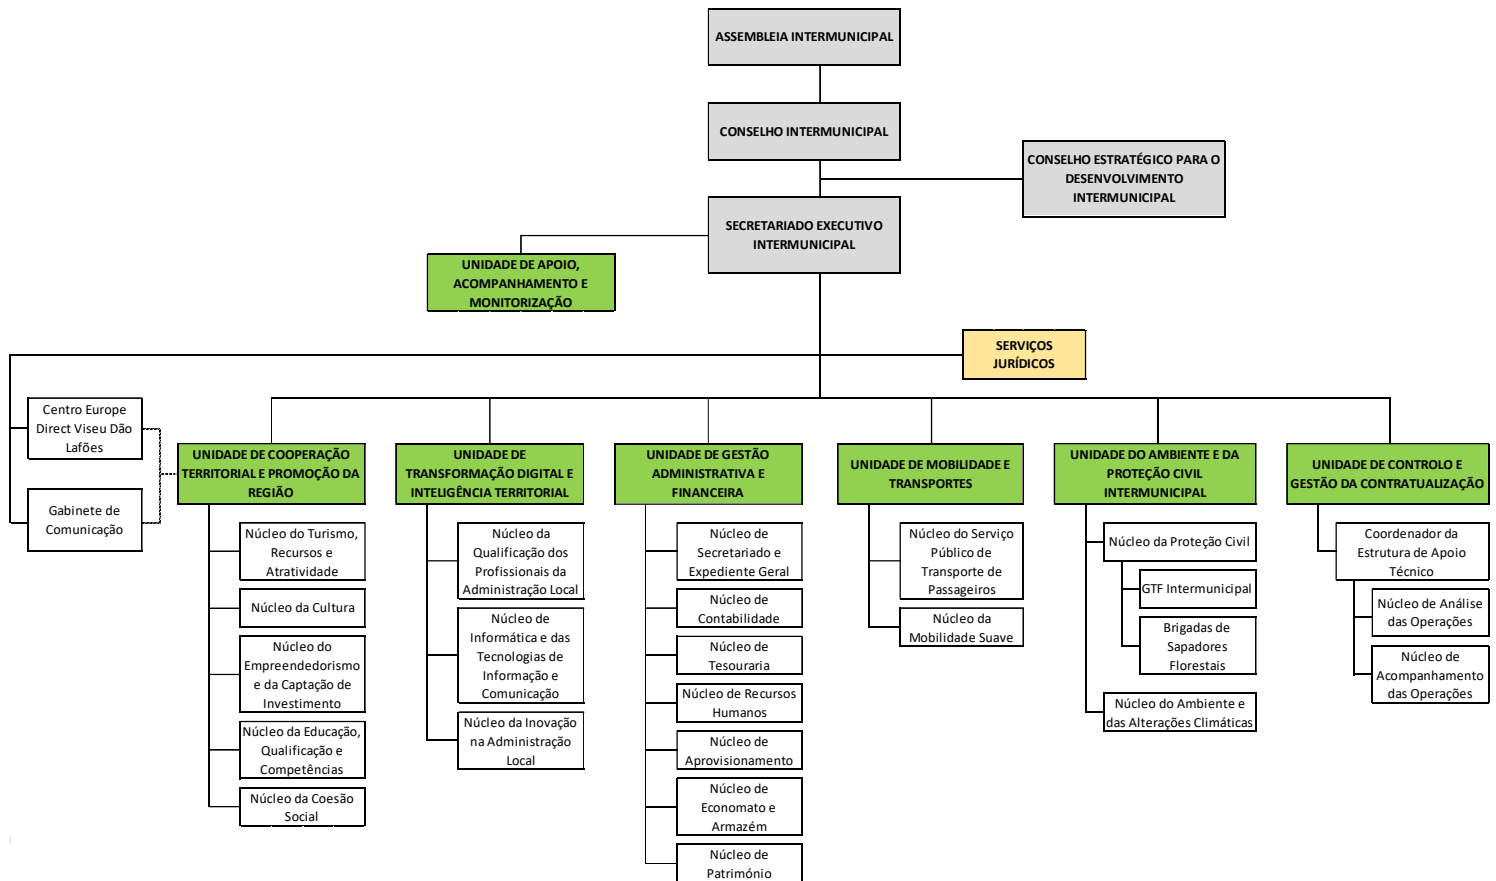 ASSEMBLEIA INTERMUNICIPAL
CONSELHO INTERMUNICIPAL
CONSELHO ESTRATÉGICO PARA O
DESENVOLVIMENTO
INTERMUNICIPAL
SECRETARIADO EXECUTIVO
INTERMUNICIPAL
UNIDADE DE APOIO,
ACOMPANHAMENTO E
MONITORIZAÇÃO
SERVIÇOS
JURÍDICOS
Centro Europe
Direct Viseu Dão
Lafões
Gabinete de
Comunicação
UNIDADE DE COOPERAÇÃO
TERRITORIAL E PROMOÇÃO DA
REGIÃO
Núcleo do Turismo,
Recursos e
Atratividade
Núcleo da Cultura
Núcleo do
Empreendedorismo
e da Captação de
Investimento
Núcleo da Educação,
Qualificação e
Competências
Núcleo da Coesão
Social
UNIDADE DE
TRANSFORMAÇÃO DIGITAL E
INTELIGÊNCIA TERRITORIAL
Núcleo da
Qualificação dos
Profissionais da
Administração Local
Núcleo de
Informática e das
Tecnologias de
Informação e
Comunicação
Núcleo da Inovação
na Administração
Local
UNIDADE DE GESTÃO
ADMINISTRATIVA E
FINANCEIRA
Núcleo de
Secretariado e
Expediente Geral
Núcleo de
Contabilidade
Núcleo de
Tesouraria
Núcleo de Recursos
Humanos
Núcleo de
Aprovisionamento
Núcleo de
Economato e
Armazém
Núcleo de
Património
UNIDADE DE MOBILIDADE E
TRANSPORTES
Núcleo do Serviço
Público de
Transporte de
Passageiros
Núcleo da
Mobilidade Suave
UNIDADE DO AMBIENTE E DA
PROTEÇÃO CIVIL
INTERMUNICIPAL
Núcleo da Proteção Civil
GTF Intermunicipal
Brigadas de
Sapadores
Florestais
Núcleo do Ambiente e
das Alterações Climáticas
UNIDADE DE CONTROLO E
GESTÃO DA CONTRATUALIZAÇÃO
Coordenador da
Estrutura de Apoio
Técnico
Núcleo de Análise
das Operações
Núcleo de
Acompanhamento
das Operações